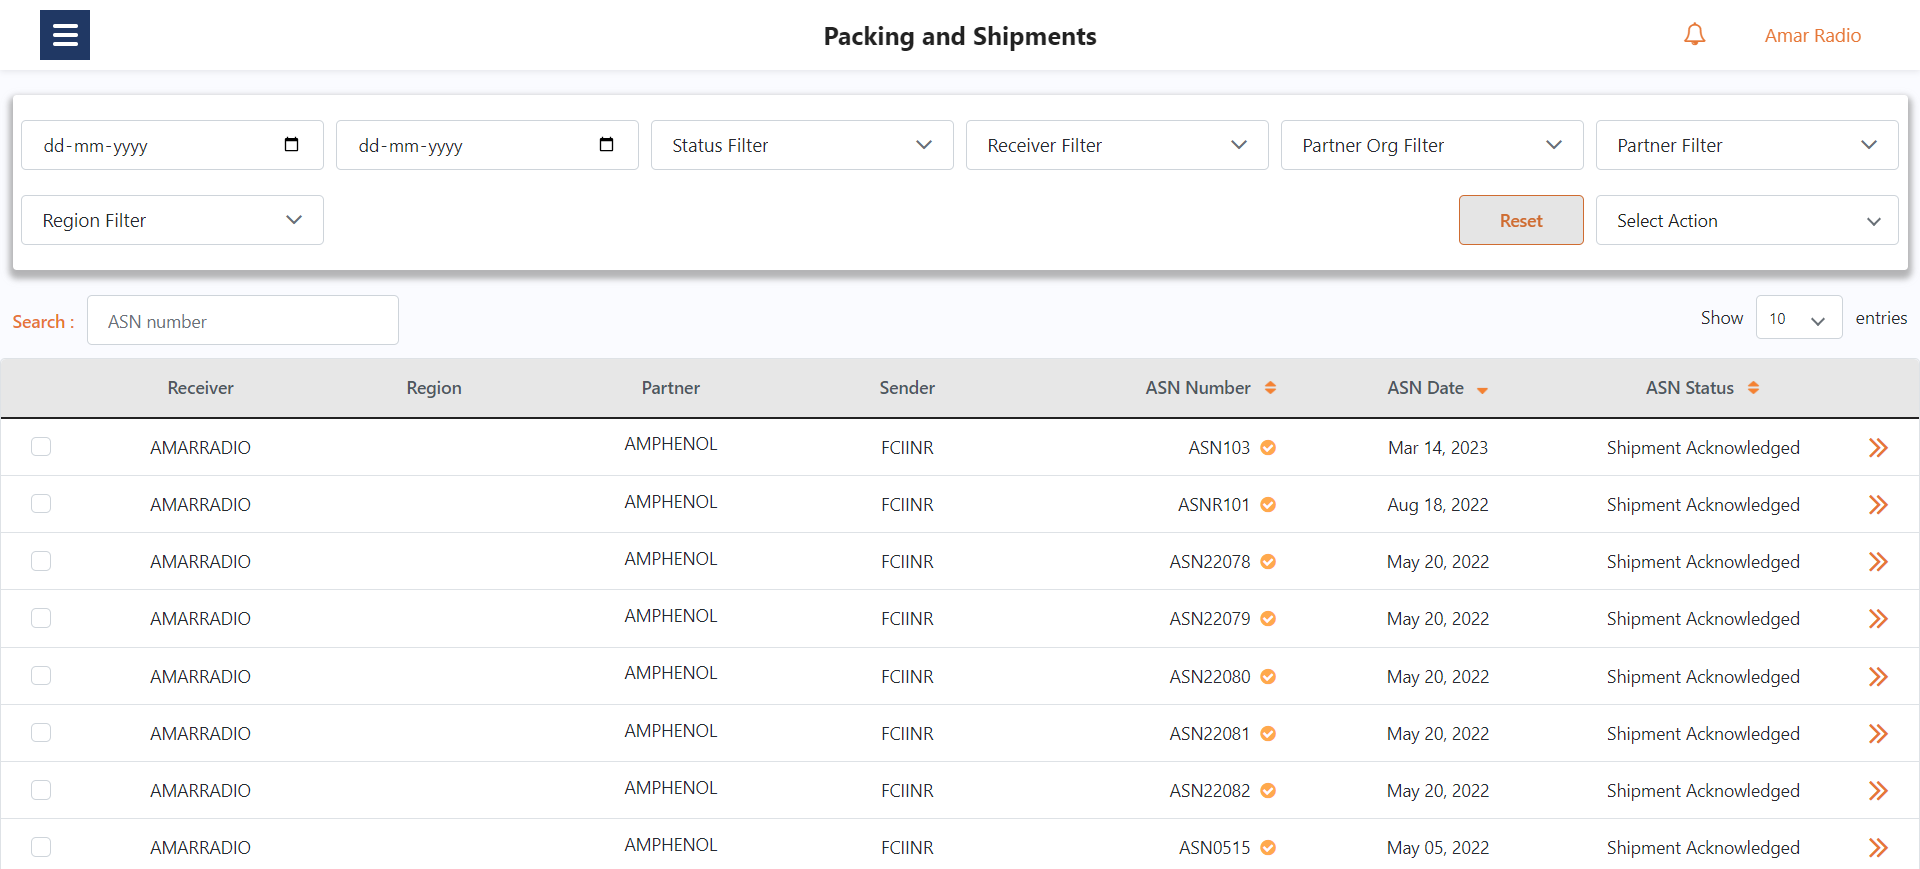 Packing and Shipments
Amar Radio
dd-mm-yyyy
dd-mm-yyyy
Status Filter
Receiver Filter
Partner Org Filter
Partner Filter
Region Filter
Reset
Select Action
Search :
ASN number
Show 10 entries
Receiver Region Partner Sender ASN Number ASN Date ASN Status
AMARRADIO AMPHENOL FCIINR ASN103 Mar 14, 2023 Shipment Acknowledged
AMARRADIO AMPHENOL FCIINR ASNR101 Aug 18, 2022 Shipment Acknowledged
AMARRADIO AMPHENOL FCIINR ASN22078 May 20, 2022 Shipment Acknowledged
AMARRADIO AMPHENOL FCIINR ASN22079 May 20, 2022 Shipment Acknowledged
AMARRADIO AMPHENOL FCIINR ASN22080 May 20, 2022 Shipment Acknowledged
AMARRADIO AMPHENOL FCIINR ASN22081 May 20, 2022 Shipment Acknowledged
AMARRADIO AMPHENOL FCIINR ASN22082 May 20, 2022 Shipment Acknowledged
AMARRADIO AMPHENOL FCIINR ASN0515 May 05, 2022 Shipment Acknowledged